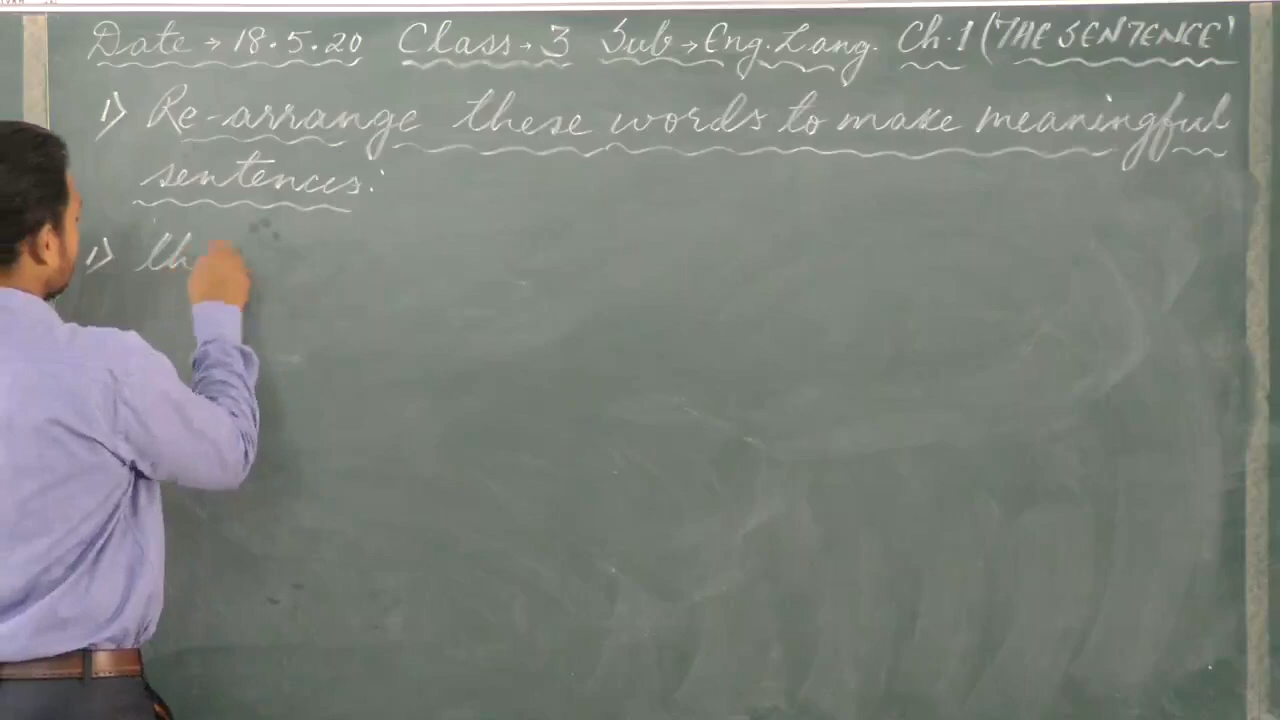 Date → 18.5.20 Class → 3 Sub → Eng. Lang. Ch. 1 (THE SENTENCE)
1) Re-arrange these words to make meaningful
sentences:
1) th